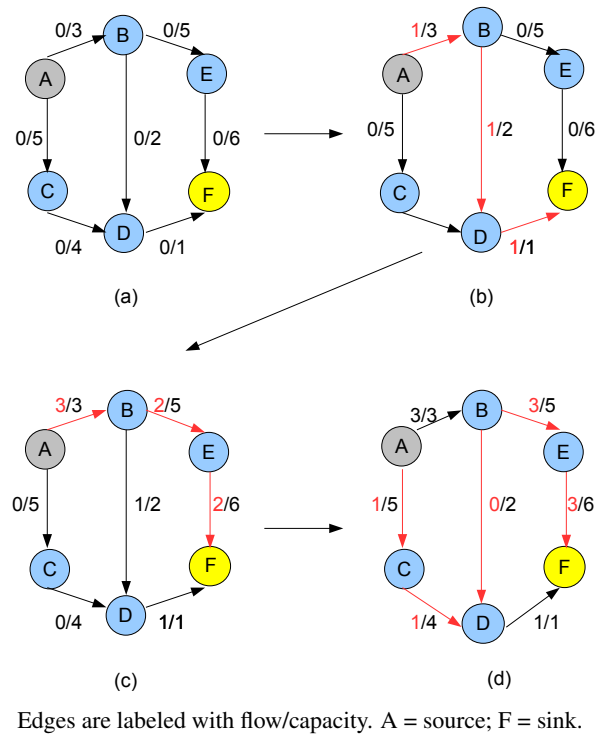 0/3
B
0/5
A
E
0/5
0/2
0/6
C
F
D
0/4
0/1
(a)
1/3
B
0/5
A
E
0/5
1/2
0/6
C
F
D
1/1
(b)
3/3
B
2/5
A
E
0/5
1/2
2/6
C
F
D
0/4
1/1
(c)
3/3
B
3/5
A
E
1/5
0/2
3/6
C
F
D
1/4
1/1
(d)
Edges are labeled with flow/capacity. A = source; F = sink.